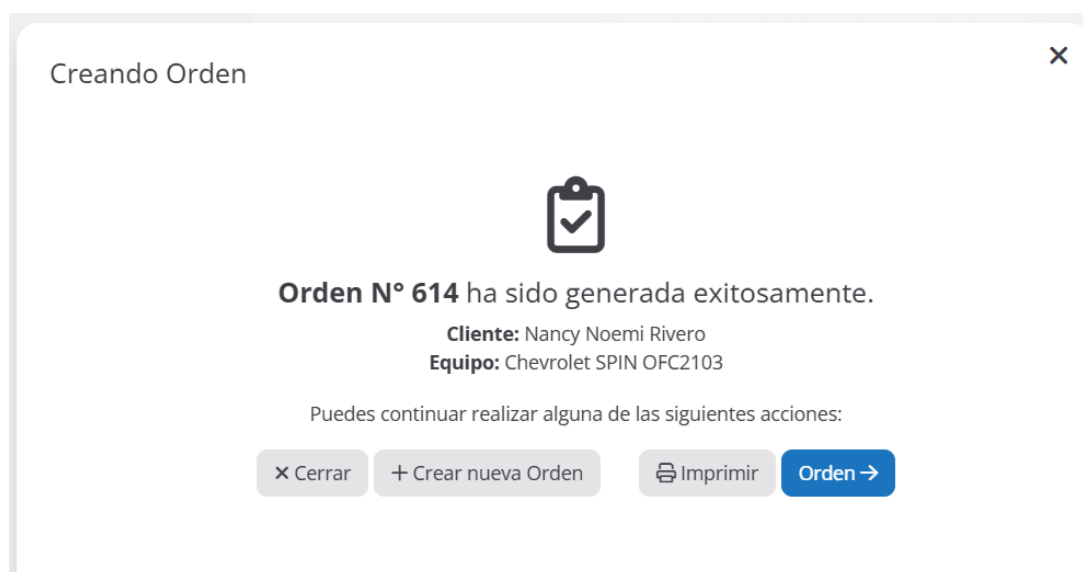 Creando Orden
Orden N° 614 ha sido generada exitosamente.
Cliente: Nancy Noemi Rivero
Equipo: Chevrolet SPIN OFC2103
Puedes continuar realizar alguna de las siguientes acciones:
Cerrar
Crear nueva Orden
Imprimir
Orden